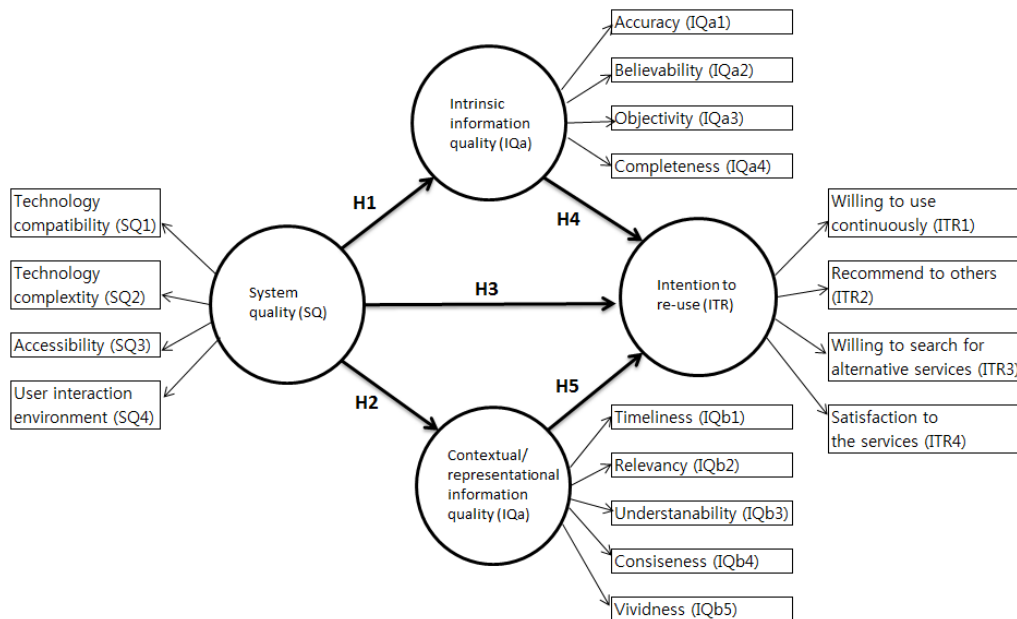 Accuracy (IQa1)
Believability (IQa2)
Objectivity (IQa3)
Completeness (IQa4)
Intrinsic
information
quality (IQa)
H1
H4
Technology
compatibility (SQ1)
Technology
complextity (SQ2)
Accessibility (SQ3)
User interaction
environment (SQ4)
System
quality (SQ)
H3
Intention to
re-use (ITR)
Willing to use
continuously (ITR1)
Recommend to others
(ITR2)
Willing to search for
alternative services (ITR3)
Satisfaction to
the services (ITR4)
H2
H5
Contextual/
representational
information
quality (IQa)
Timeliness (IQb1)
Relevancy (IQb2)
Understanability (IQb3)
Consiseness (IQb4)
Vividness (IQb5)